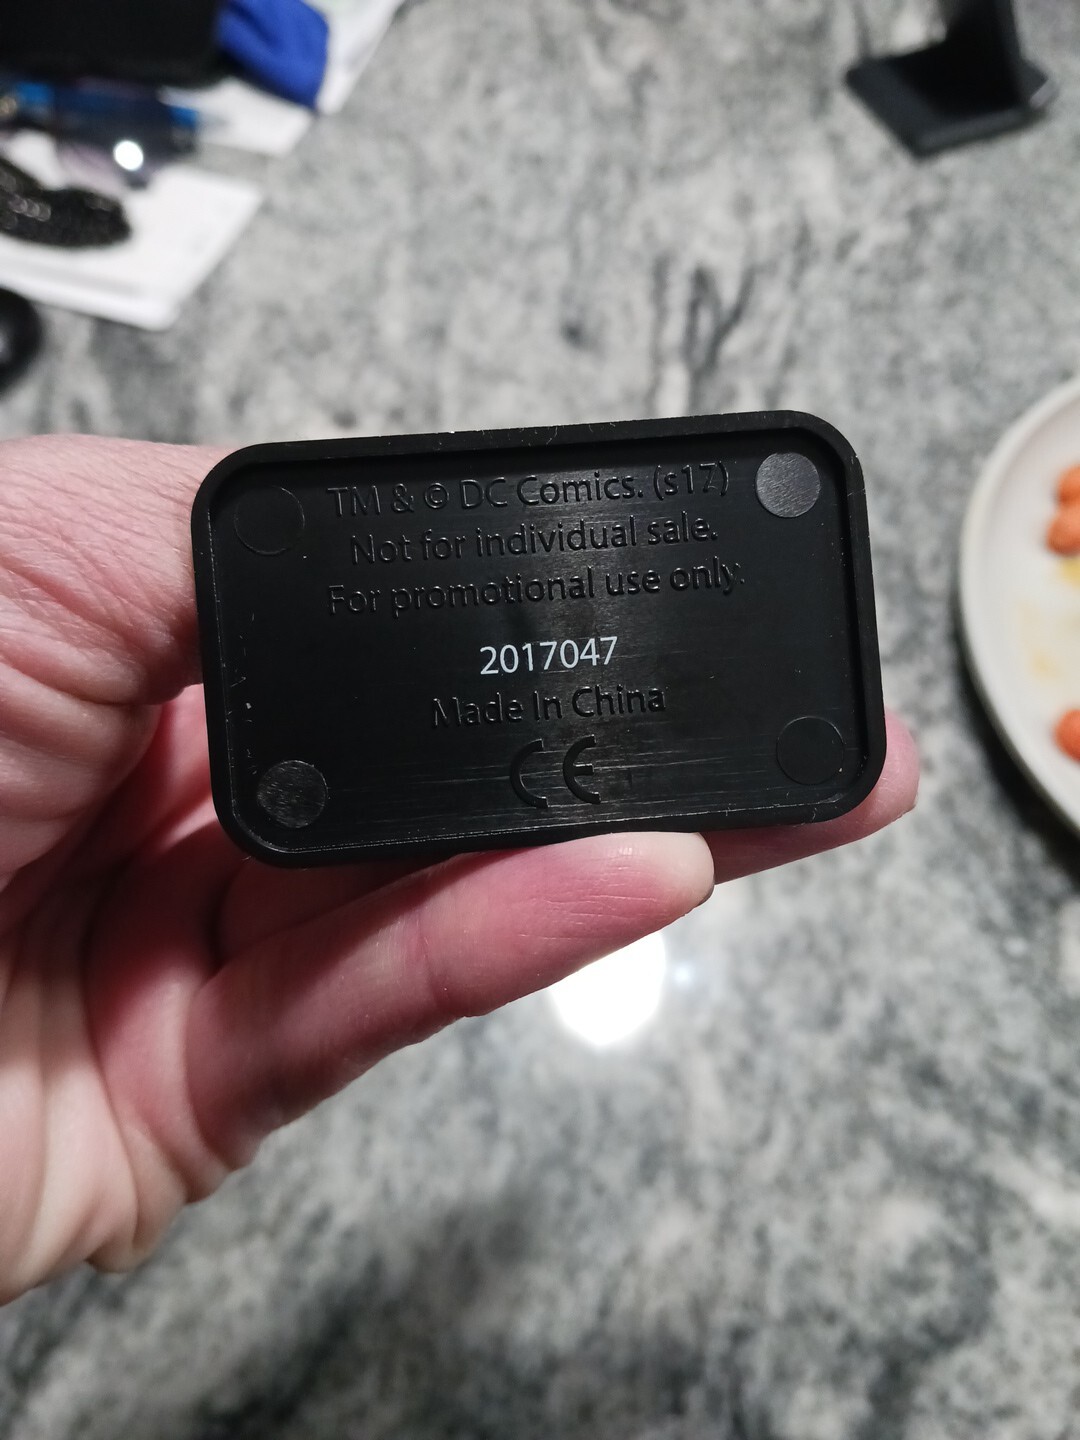 TM & © DC Comics. (s17)
Not for individual sale.
For promotional use only.
2017047
Made In China
CE